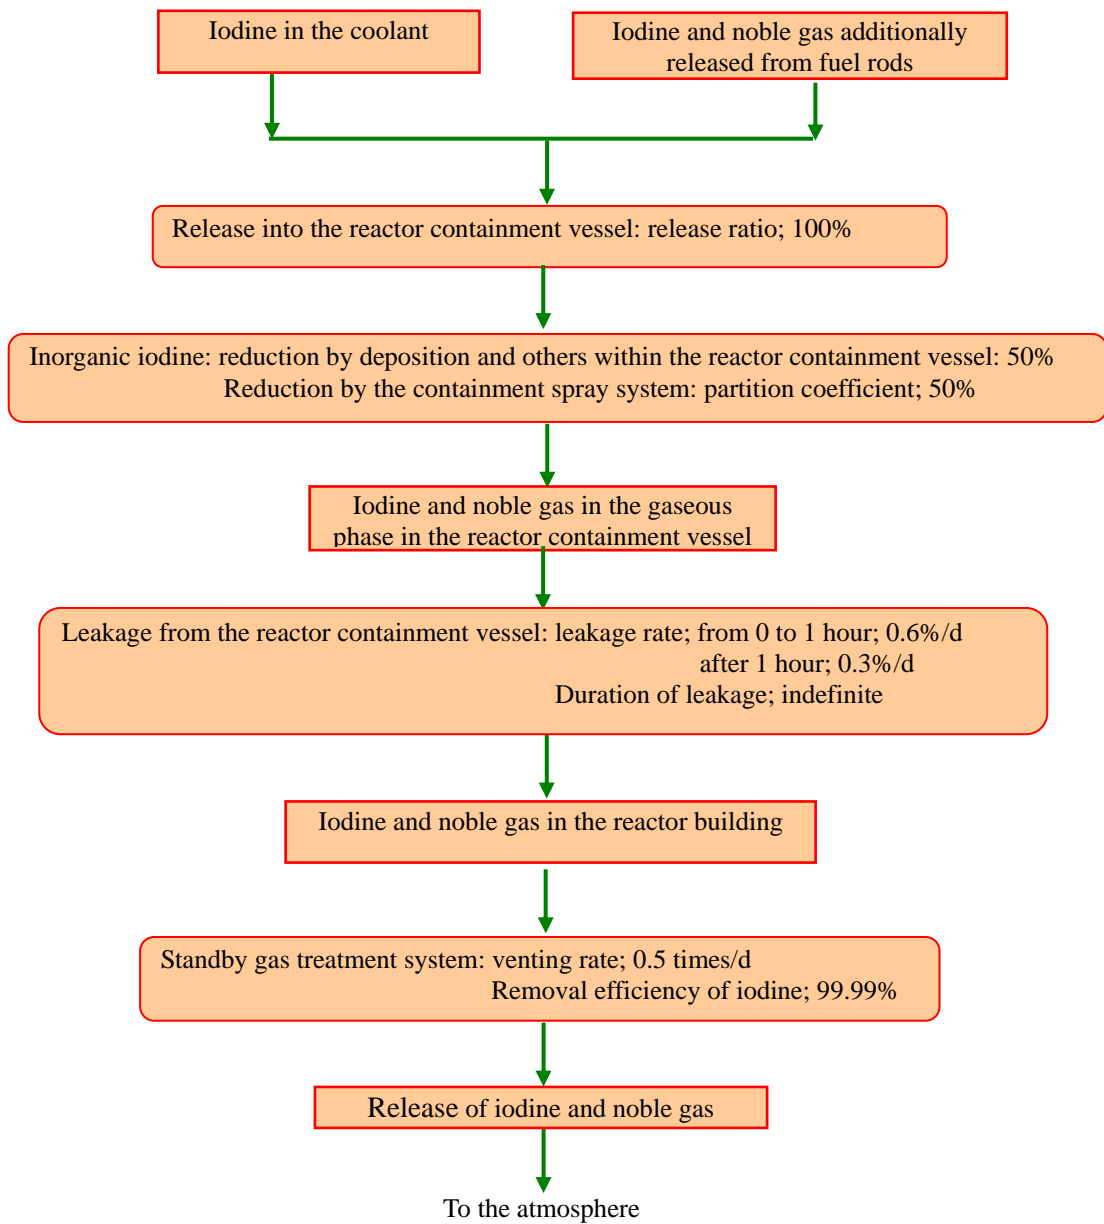 Iodine in the coolant
Iodine and noble gas additionally
released from fuel rods
Release into the reactor containment vessel: release ratio; 100%
Inorganic iodine: reduction by deposition and others within the reactor containment vessel: 50%
Reduction by the containment spray system: partition coefficient; 50%
Iodine and noble gas in the gaseous
phase in the reactor containment vessel
Leakage from the reactor containment vessel: leakage rate; from 0 to 1 hour; 0.6%/d
after 1 hour; 0.3%/d
Duration of leakage; indefinite
Iodine and noble gas in the reactor building
Standby gas treatment system: venting rate; 0.5 times/d
Removal efficiency of iodine; 99.99%
Release of iodine and noble gas
To the atmosphere